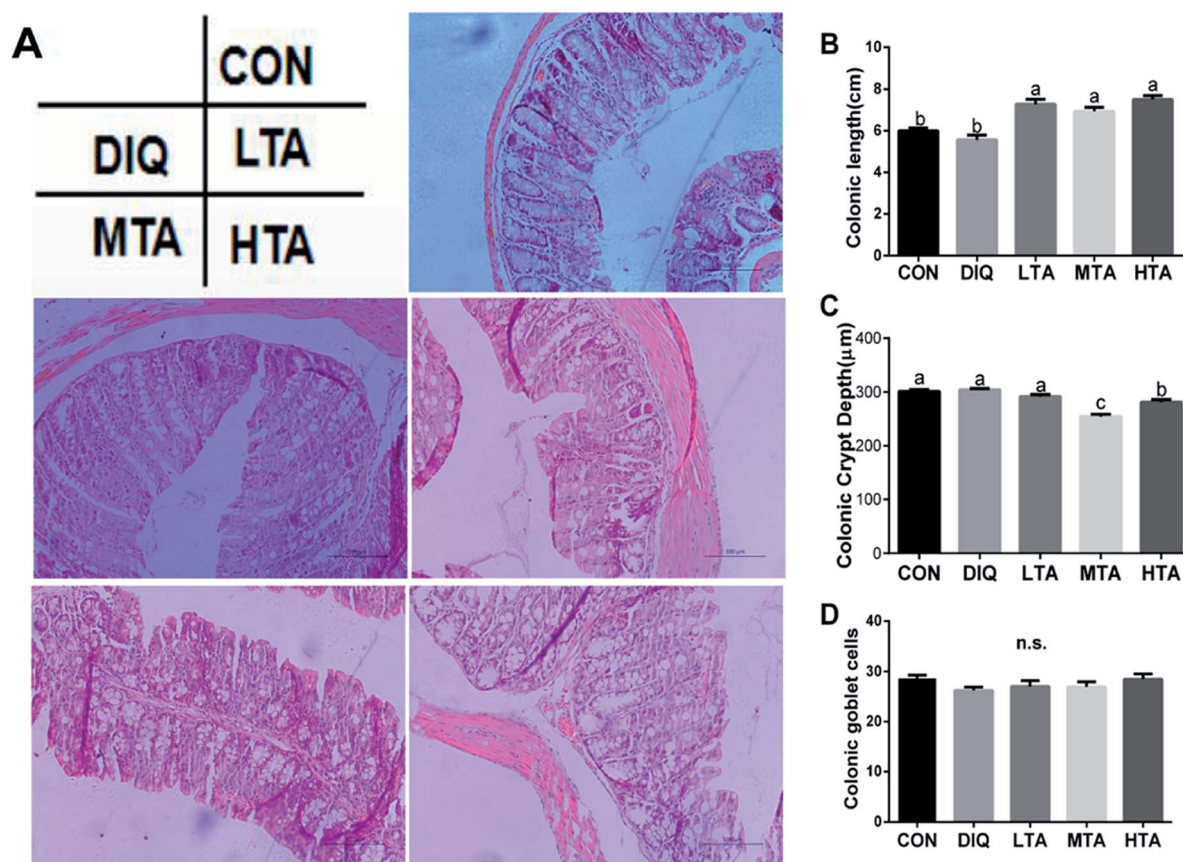 A
CON
DIQ LTA
MTA HTA
100 μm
B
Colonic length(cm)
10
8
6
4
2
0
b b a a a
CON DIQ LTA MTA HTA
C
Colonic Crypt Depth(μm)
400
300
200
100
0
a a a c b
CON DIQ LTA MTA HTA
D
Colonic goblet cells
40
30
20
10
0
n.s.
CON DIQ LTA MTA HTA